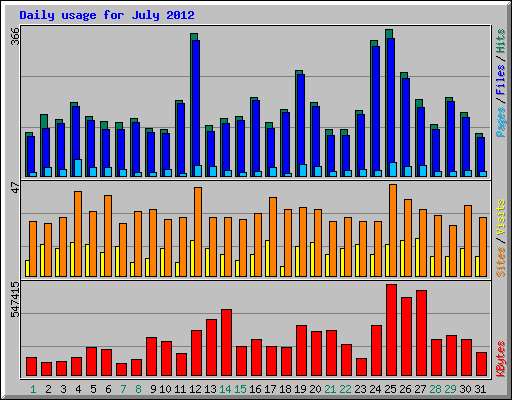 Daily usage for July 2012
366
Pages / Files / Hits
47
Sites / Visits
547415
KBytes
1 2 3 4 5 6 7 8 9 10 11 12 13 14 15 16 17 18 19 20 21 22 23 24 25 26 27 28 29 30 31